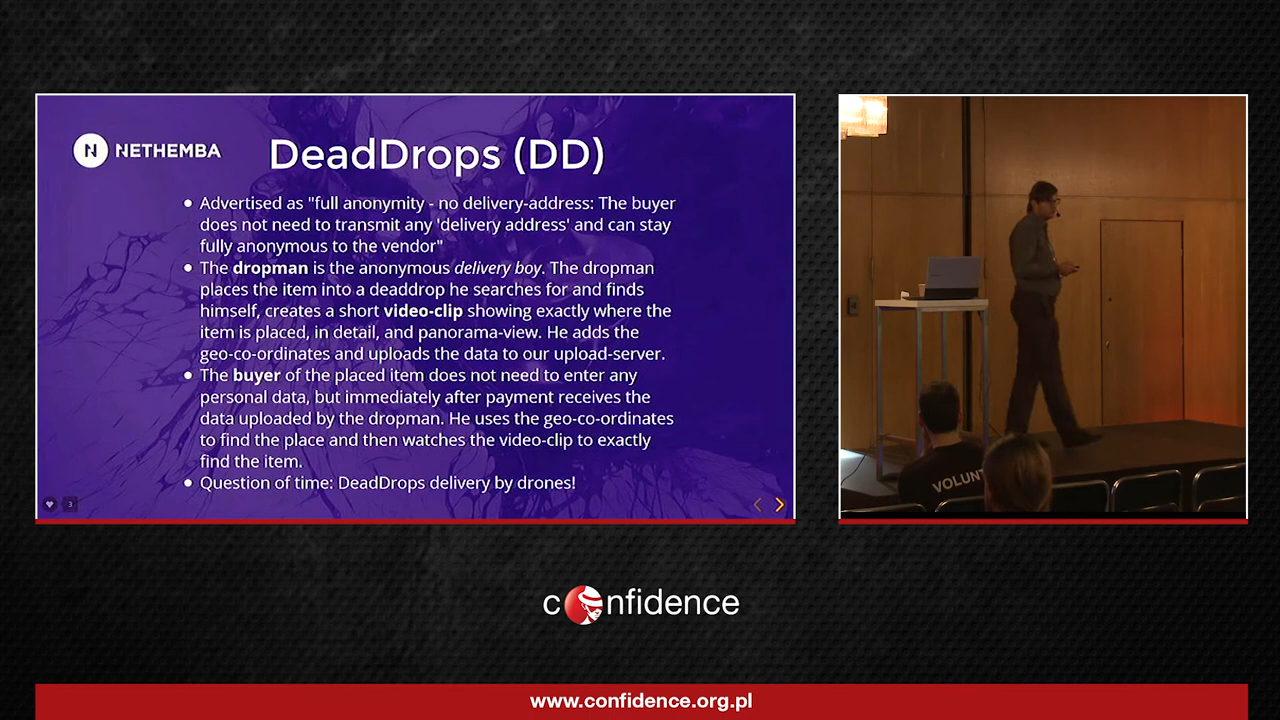 NETHEMBA
DeadDrops (DD)
Advertised as "full anonymity - no delivery-address: The buyer
does not need to transmit any 'delivery address' and can stay
fully anonymous to the vendor"
The dropman is the anonymous delivery boy. The dropman
places the item into a deaddrop he searches for and finds
himself, creates a short video-clip showing exactly where the
item is placed, in detail, and panorama-view. He adds the
geo-co-ordinates and uploads the data to our upload-server.
The buyer of the placed item does not need to enter any
personal data, but immediately after payment receives the
data uploaded by the dropman. He uses the geo-co-ordinates
to find the place and then watches the video-clip to exactly
find the item.
Question of time: DeadDrops delivery by drones!
3
VOLUNT
confidence
www.confidence.org.pl